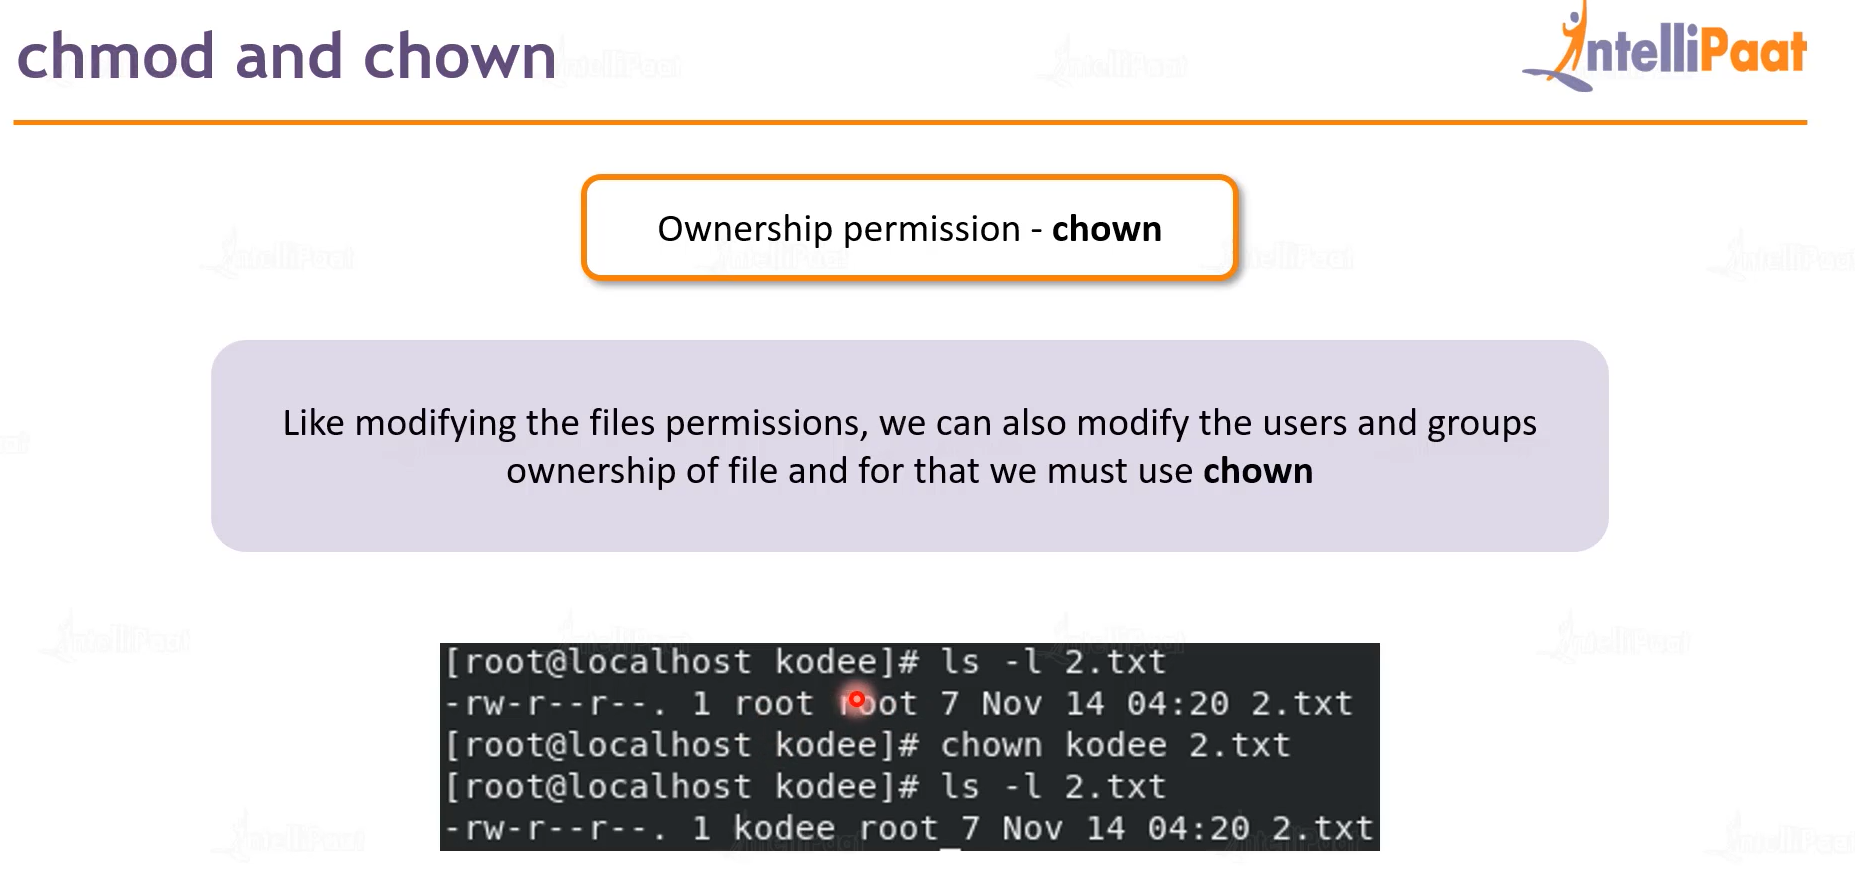 chmod and chown
IntelliPaat
Ownership permission - chown
Like modifying the files permissions, we can also modify the users and groups
ownership of file and for that we must use chown
[root@localhost kodee]# ls -l 2.txt
-rw-r--r--. 1 root root 7 Nov 14 04:20 2.txt
[root@localhost kodee]# chown kodee 2.txt
[root@localhost kodee]# ls -l 2.txt
-rw-r--r--. 1 kodee root 7 Nov 14 04:20 2.txt